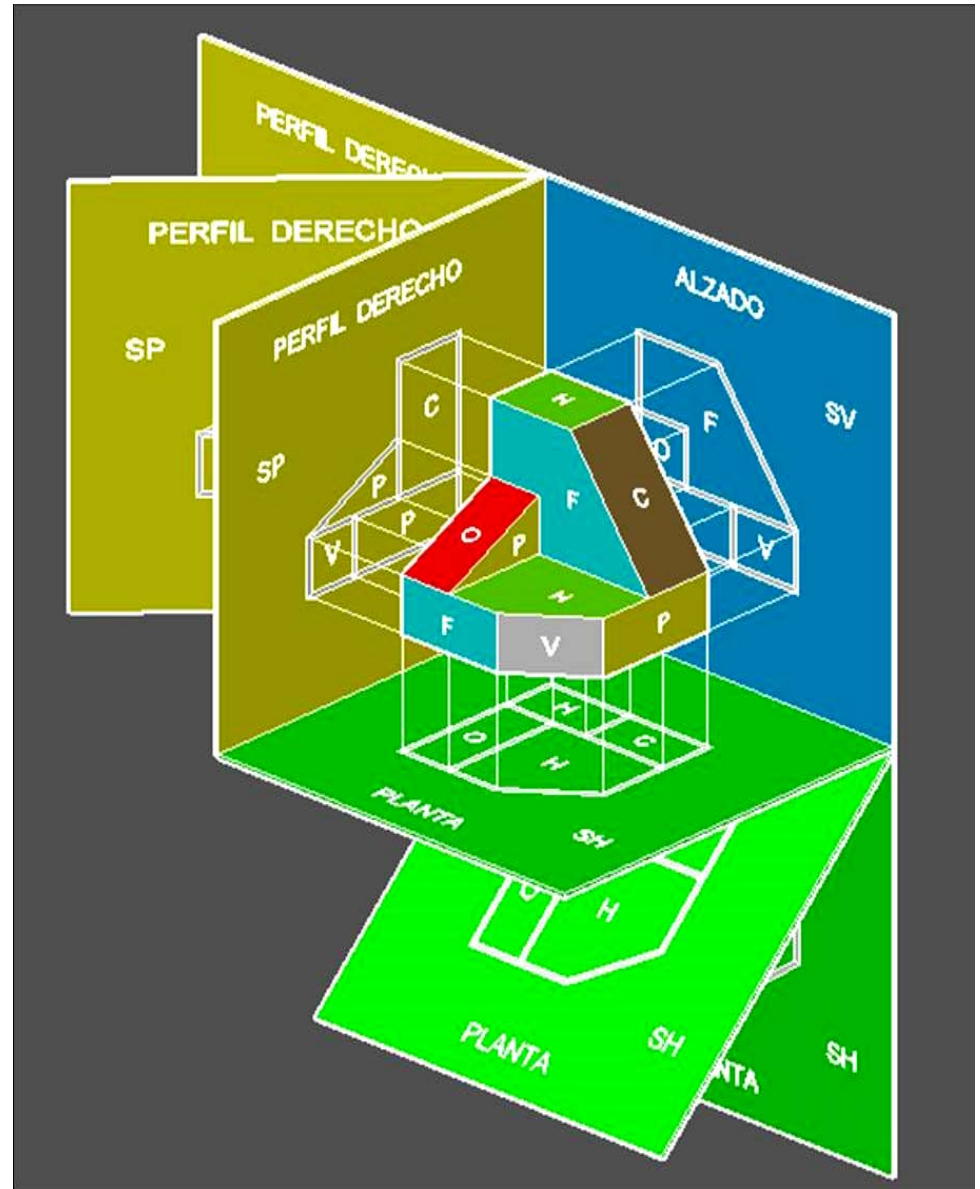 PERFIL DERECHO
PERFIL DERECHO
SP
PERFIL DERECHO
SP
C
P
P
V
ALZADO
SV
F
O
V
H
F
C
O
P
H
F
V
P
H
O
C
H
PLANTA
SH
O
H
PLANTA
SH
SH